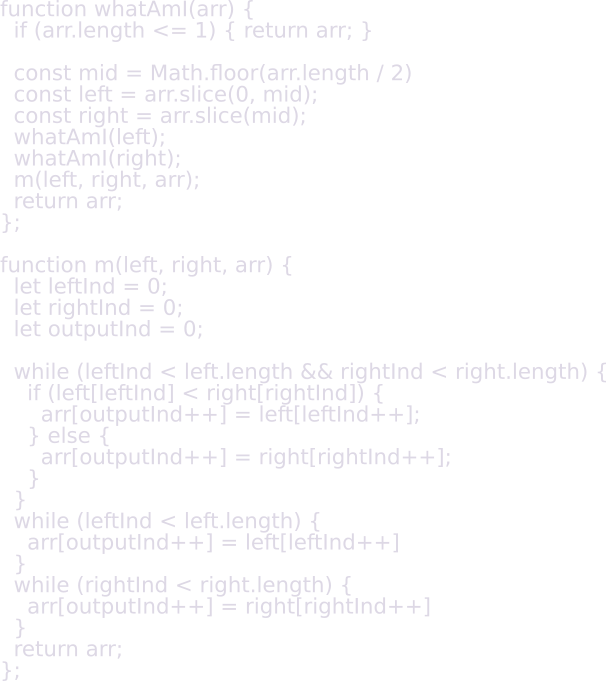 function whatAmI(arr) {
  if (arr.length <= 1) { return arr; }

  const mid = Math.floor(arr.length / 2)
  const left = arr.slice(0, mid);
  const right = arr.slice(mid);
  whatAmI(left);
  whatAmI(right);
  m(left, right, arr);
  return arr;
};

function m(left, right, arr) {
  let leftInd = 0;
  let rightInd = 0;
  let outputInd = 0;

  while (leftInd < left.length && rightInd < right.length) {
    if (left[leftInd] < right[rightInd]) {
      arr[outputInd++] = left[leftInd++];
    } else {
      arr[outputInd++] = right[rightInd++];
    }
  }
  while (leftInd < left.length) {
    arr[outputInd++] = left[leftInd++]
  }
  while (rightInd < right.length) {
    arr[outputInd++] = right[rightInd++]
  }
  return arr;
};